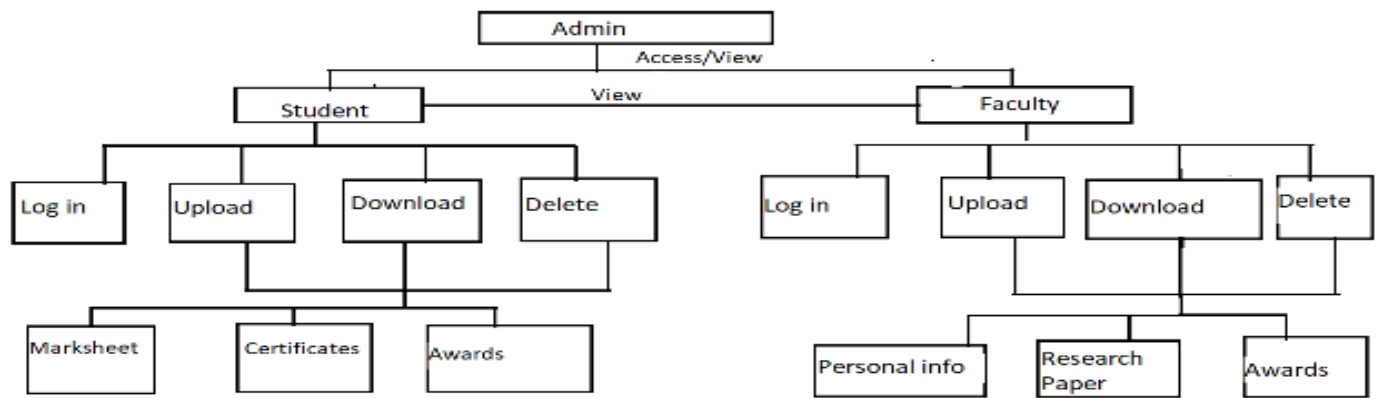 Admin
Access/View
Student
View
Faculty
Log in
Upload
Download
Delete
Log in
Upload
Download
Delete
Marksheet
Certificates
Awards
Personal info
Research
Paper
Awards